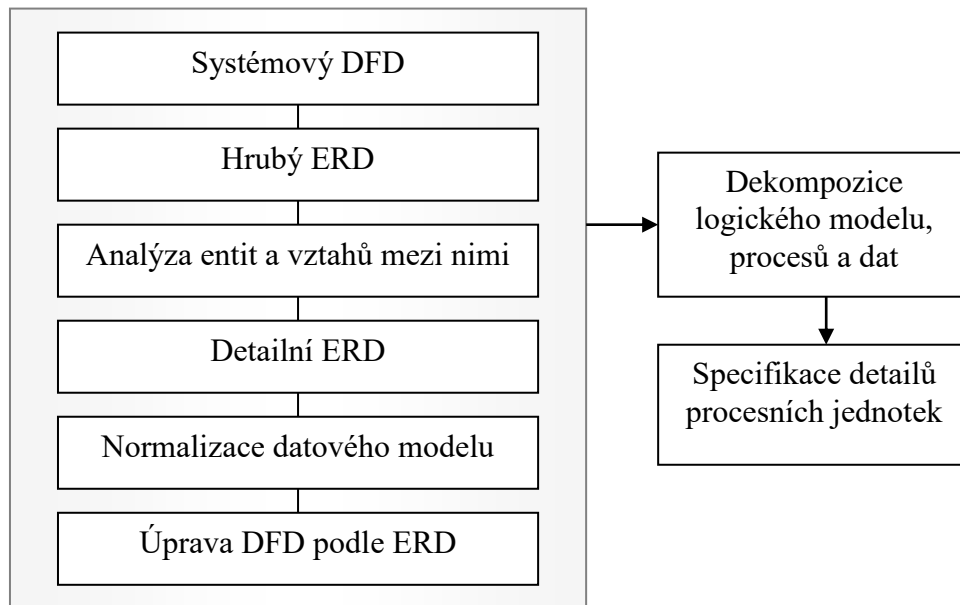 Systémový DFD
Hrubý ERD
Analýza entit a vztahů mezi nimi
Detailní ERD
Normalizace datového modelu
Úprava DFD podle ERD
Dekompozice
logického modelu,
procesů a dat
Specifikace detailů
procesních jednotek